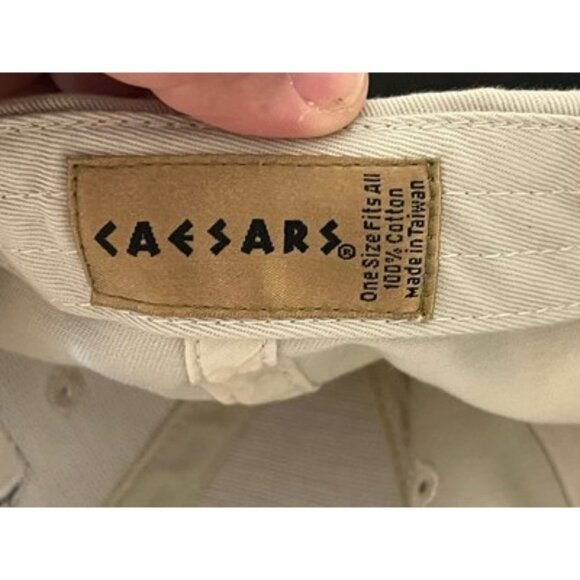 CAESARS®
One Size Fits All
100% Cotton
Made in Taiwan